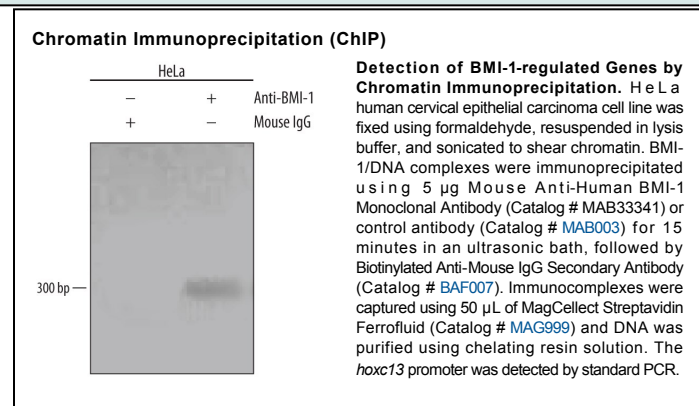 Chromatin Immunoprecipitation (ChIP)
HeLa
– + Anti-BMI-1
+ – Mouse IgG
300 bp
Detection of BMI-1-regulated Genes by
Chromatin Immunoprecipitation. HeLa
human cervical epithelial carcinoma cell line was
fixed using formaldehyde, resuspended in lysis
buffer, and sonicated to shear chromatin. BMI-
1/DNA complexes were immunoprecipitated
using 5 µg Mouse Anti-Human BMI-1
Monoclonal Antibody (Catalog # MAB33341) or
control antibody (Catalog # MAB003) for 15
minutes in an ultrasonic bath, followed by
Biotinylated Anti-Mouse IgG Secondary Antibody
(Catalog # BAF007). Immunocomplexes were
captured using 50 µL of MagCellect Streptavidin
Ferrofluid (Catalog # MAG999) and DNA was
purified using chelating resin solution. The
hoxc13 promoter was detected by standard PCR.